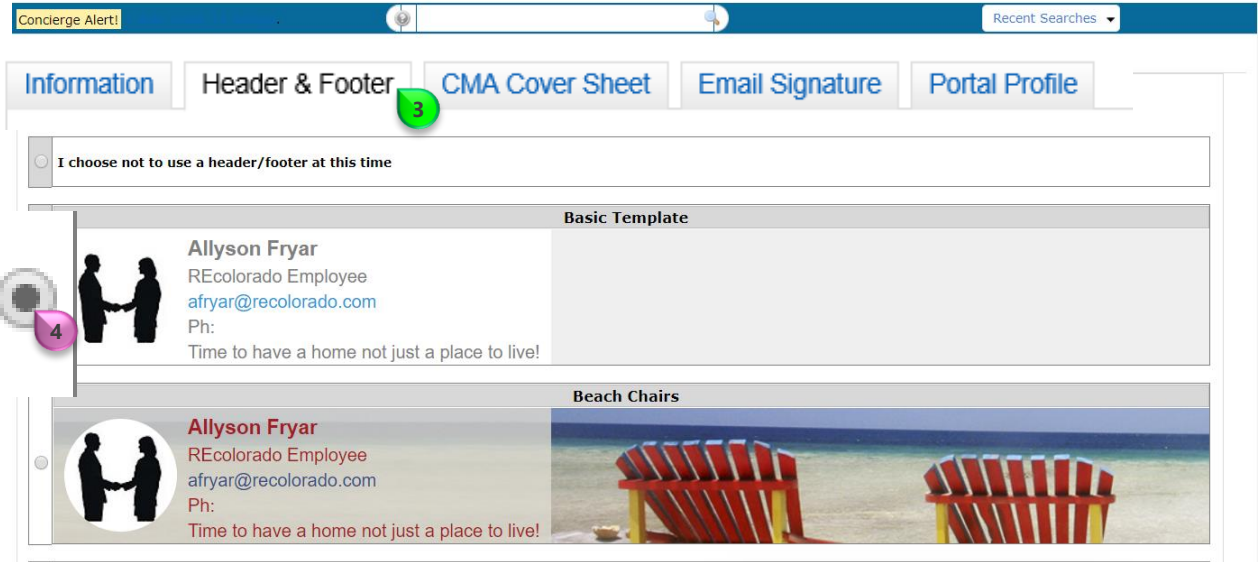 Concierge Alert!
Recent Searches
Information Header & Footer CMA Cover Sheet Email Signature Portal Profile
3
I choose not to use a header/footer at this time
Basic Template
Allyson Fryar
REcolorado Employee
afryar@recolorado.com
Ph:
4
Time to have a home not just a place to live!
Beach Chairs
Allyson Fryar
REcolorado Employee
afryar@recolorado.com
Ph:
Time to have a home not just a place to live!